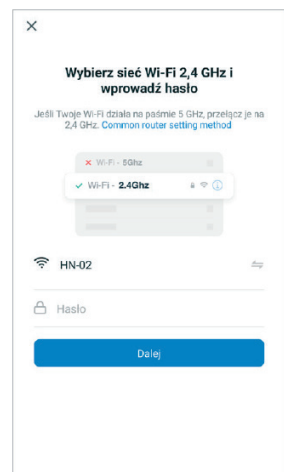 Wybierz sieć Wi-Fi 2,4 GHz i
wprowadź hasło
Jeśli Twoje Wi-Fi działa na paśmie 5 GHz, przełącz je na
2,4 GHz. Common router setting method
Wi-Fi - 5Ghz
Wi-Fi - 2.4Ghz
HN-02
Hasło
Dalej